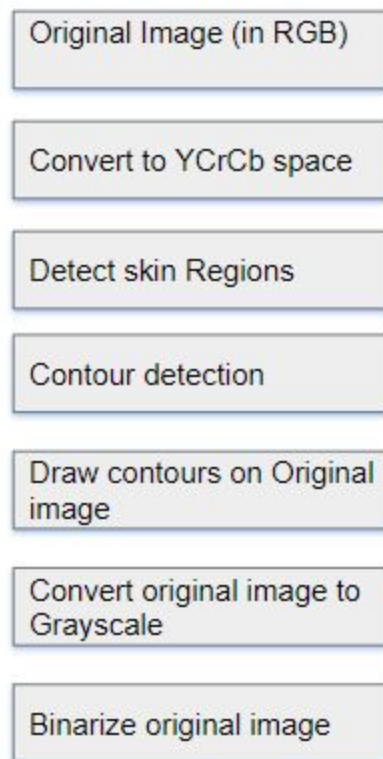 Original Image (in RGB)
Convert to YCrCb space
Detect skin Regions
Contour detection
Draw contours on Original
image
Convert original image to
Grayscale
Binarize original image